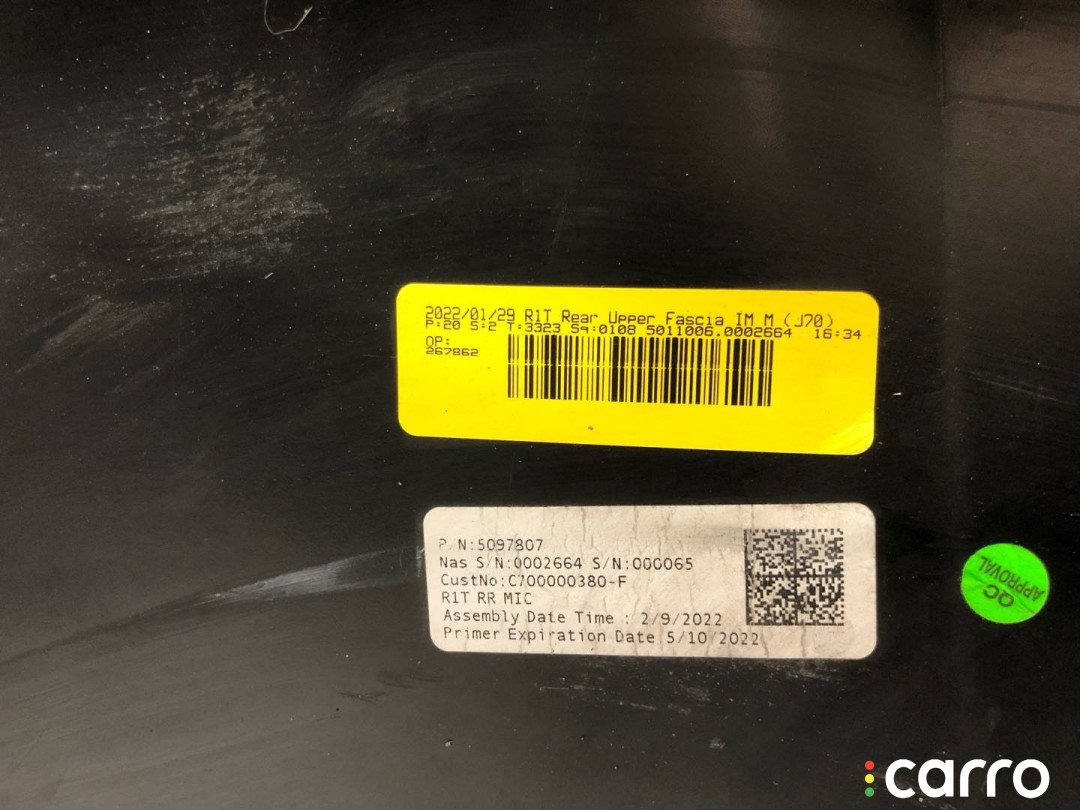 2022/01/29 R1T Rear Upper Fascia IM M (J70)
P:20 S:2 T:3323 Sq:0108 5011006.0002664 16:34
OP:
267862
P/N:5097807
Nas S/N:0002664 S/N:000065
CustNo:C700000380-F
R1T RR MIC
Assembly Date Time : 2/9/2022
Primer Expiration Date 5/10/2022
QC
APPROVAL
carro